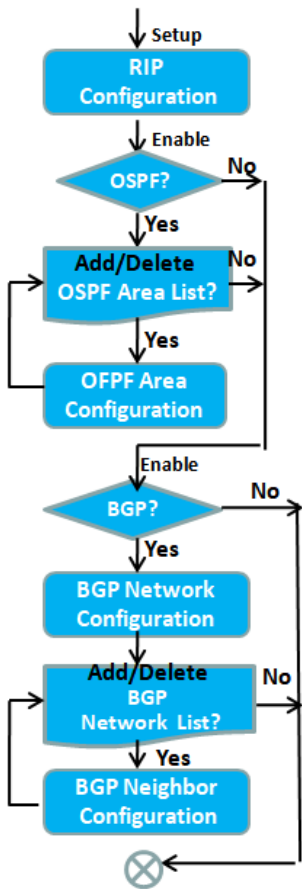 Setup
RIP
Configuration
Enable
OSPF?
No
Yes
Add/Delete
OSPF Area List?
No
Yes
OFPF Area
Configuration
Enable
BGP?
No
Yes
BGP Network
Configuration
Add/Delete
BGP
Network List?
No
Yes
BGP Neighbor
Configuration